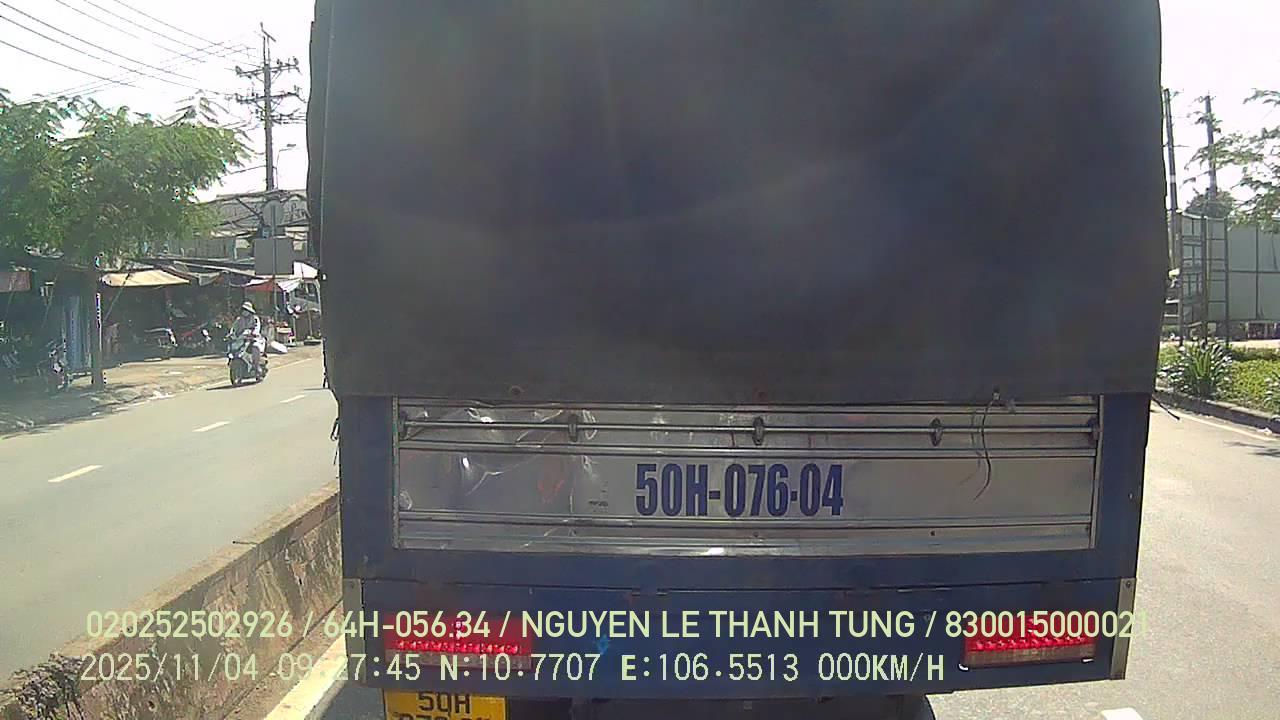 50H-076·04
020252502926 / 64H-056.34 / NGUYEN LE THANH TUNG / 830015000021
2025/11/04 09:27:45 N:10.7707 E:106.5513 000KM/H
50H